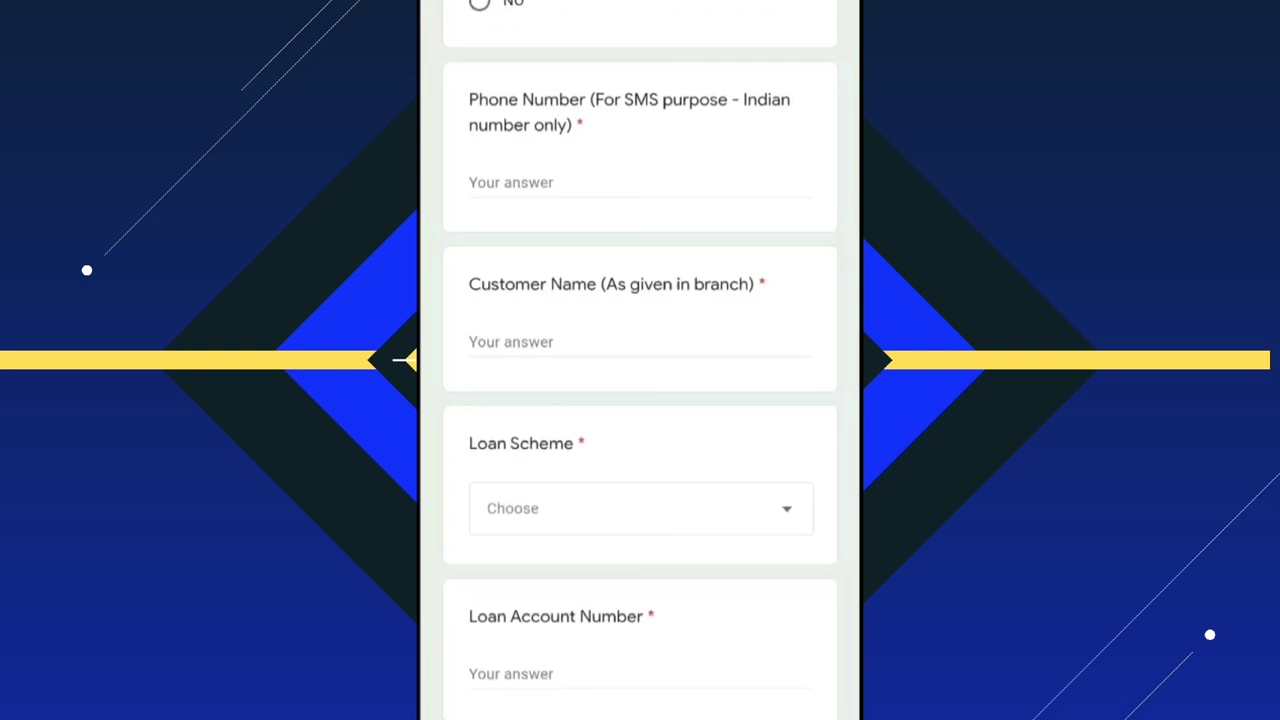 No
Phone Number (For SMS purpose - Indian
number only) *
Your answer
Customer Name (As given in branch) *
Your answer
Loan Scheme *
Choose
Loan Account Number *
Your answer